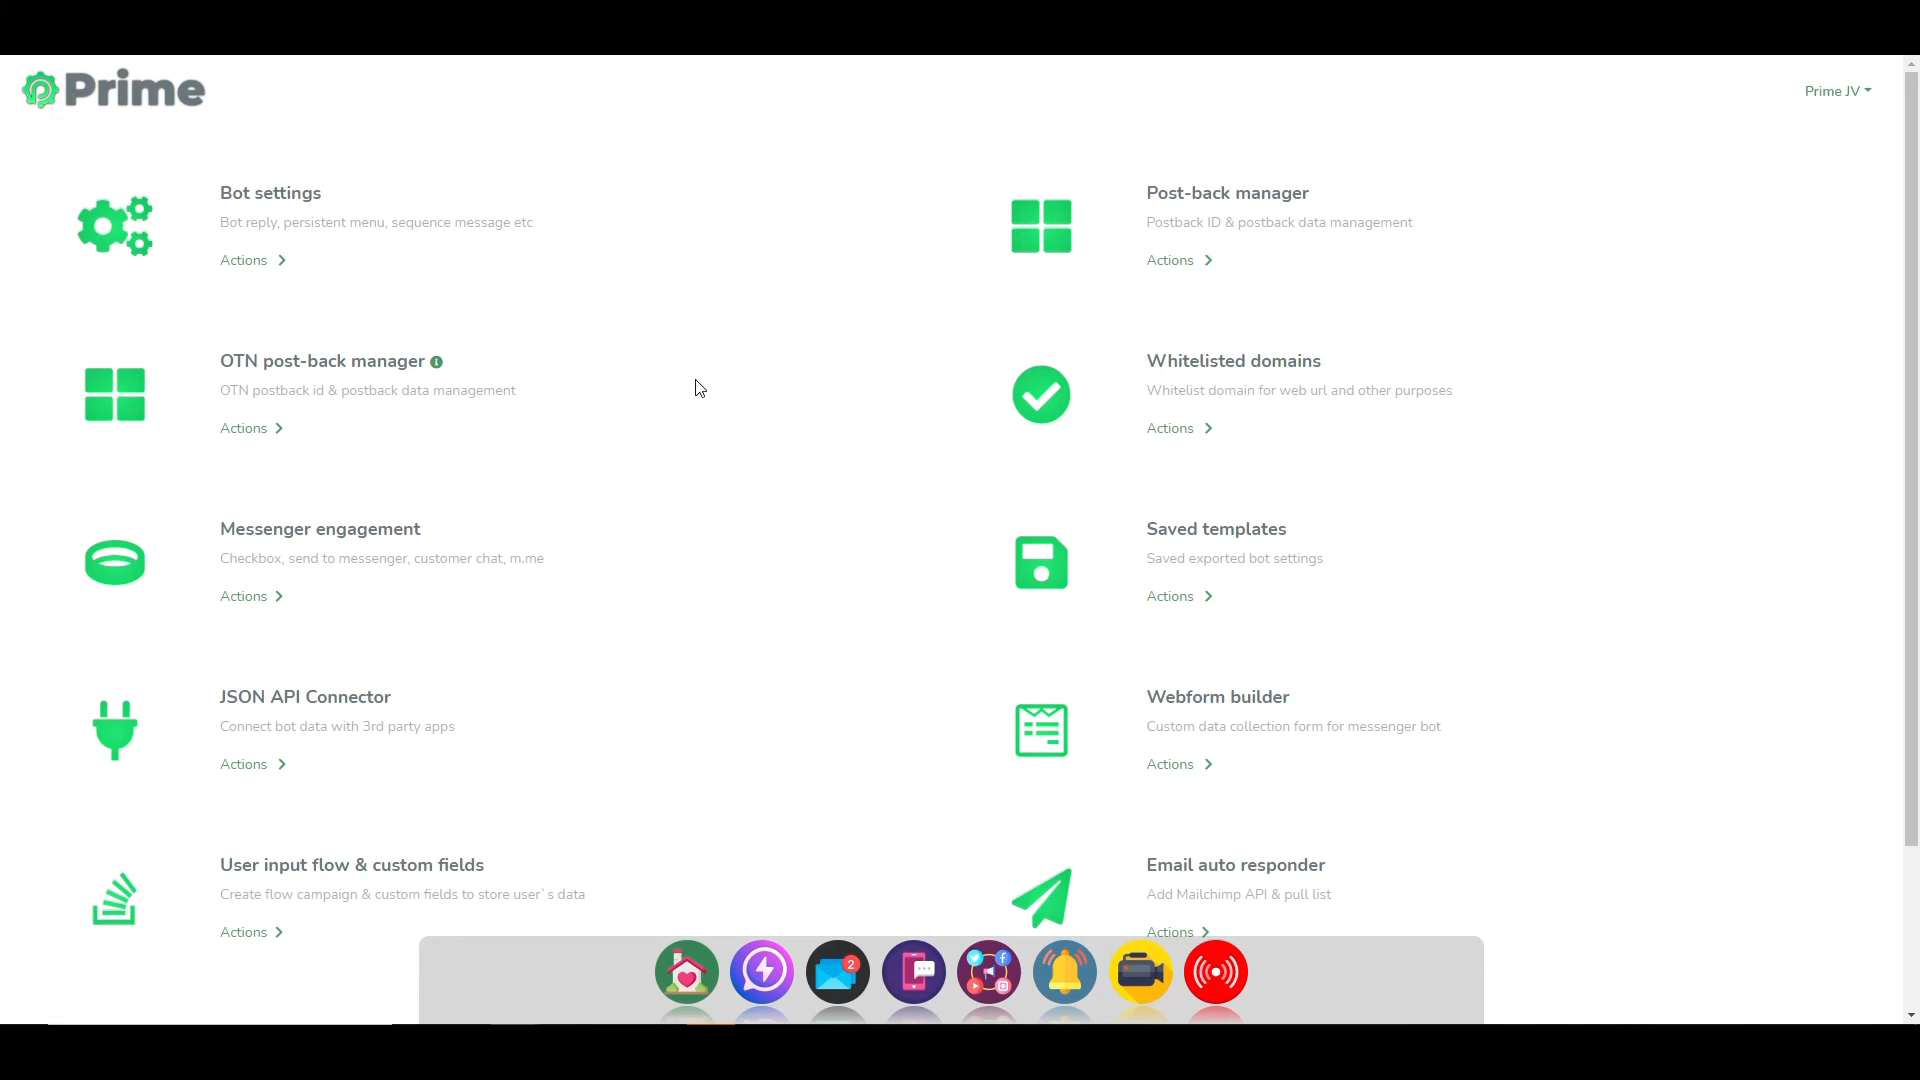 Prime
Prime JV
Bot settings
Bot reply, persistent menu, sequence message etc
Actions
Post-back manager
Postback ID & postback data management
Actions
OTN post-back manager
OTN postback id & postback data management
Actions
Whitelisted domains
Whitelist domain for web url and other purposes
Actions
Messenger engagement
Checkbox, send to messenger, customer chat, m.me
Actions
Saved templates
Saved exported bot settings
Actions
JSON API Connector
Connect bot data with 3rd party apps
Actions
Webform builder
Custom data collection form for messenger bot
Actions
User input flow & custom fields
Create flow campaign & custom fields to store user`s data
Actions
Email auto responder
Add Mailchimp API & pull list
Actions
2